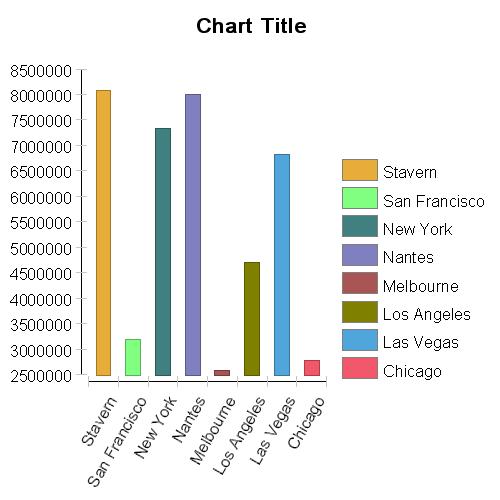 Chart Title
8500000
8000000
7500000
7000000
6500000
6000000
5500000
5000000
4500000
4000000
3500000
3000000
2500000
Stavern
San Francisco
New York
Nantes
Melbourne
Los Angeles
Las Vegas
Chicago
Stavern
San Francisco
New York
Nantes
Melbourne
Los Angeles
Las Vegas
Chicago